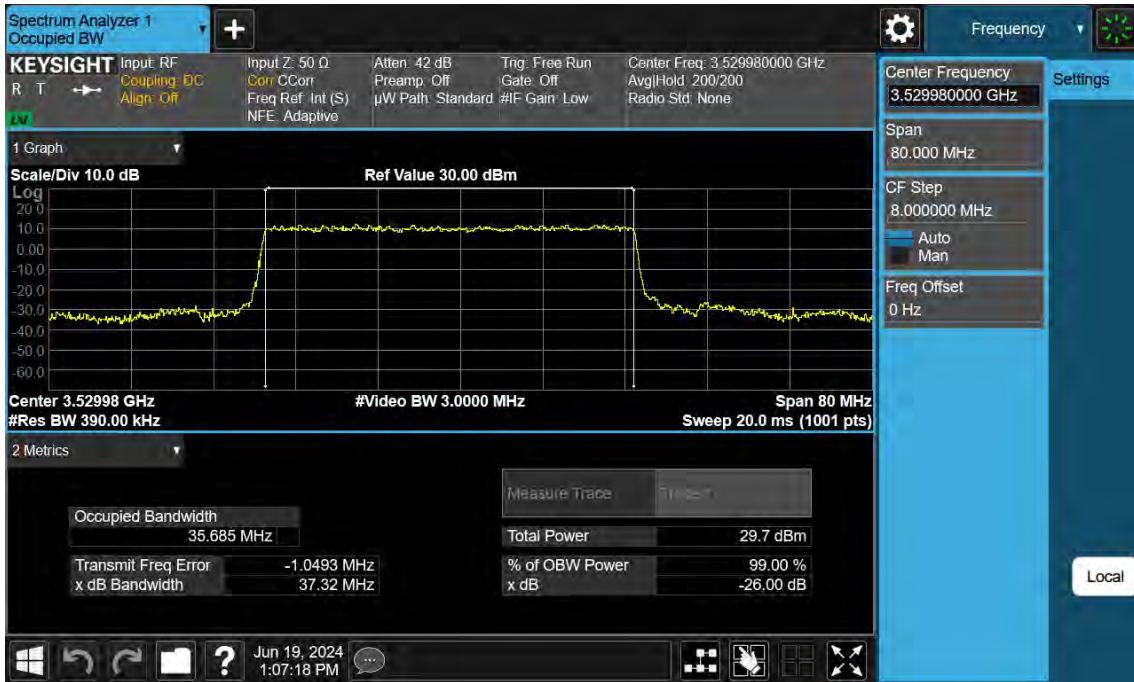 Spectrum Analyzer 1
Occupied BW
+
Frequency
KEYSIGHT Input: RF Input Z: 50 Ω Atten: 42 dB Trig: Free Run Center Freq: 3.529980000 GHz
R T Coupling: DC Corr CCorr Preamp: Off Gate: Off Avg|Hold: 200/200
Align: Off Freq Ref: Int (S) µW Path: Standard #IF Gain: Low Radio Std: None
NFE: Adaptive
Center Frequency
3.529980000 GHz
Settings
Span
80.000 MHz
CF Step
8.000000 MHz
Auto
Man
Freq Offset
0 Hz
1 Graph
Scale/Div 10.0 dB Ref Value 30.00 dBm
Log
20.0
10.0
0.00
-10.0
-20.0
-30.0
-40.0
-50.0
-60.0
Center 3.52998 GHz #Video BW 3.0000 MHz Span 80 MHz
#Res BW 390.00 kHz Sweep 20.0 ms (1001 pts)
2 Metrics
Measure Trace
Occupied Bandwidth
35.685 MHz
Total Power 29.7 dBm
Transmit Freq Error -1.0493 MHz % of OBW Power 99.00 %
x dB Bandwidth 37.32 MHz x dB -26.00 dB
Local
? Jun 19, 2024
1:07:18 PM